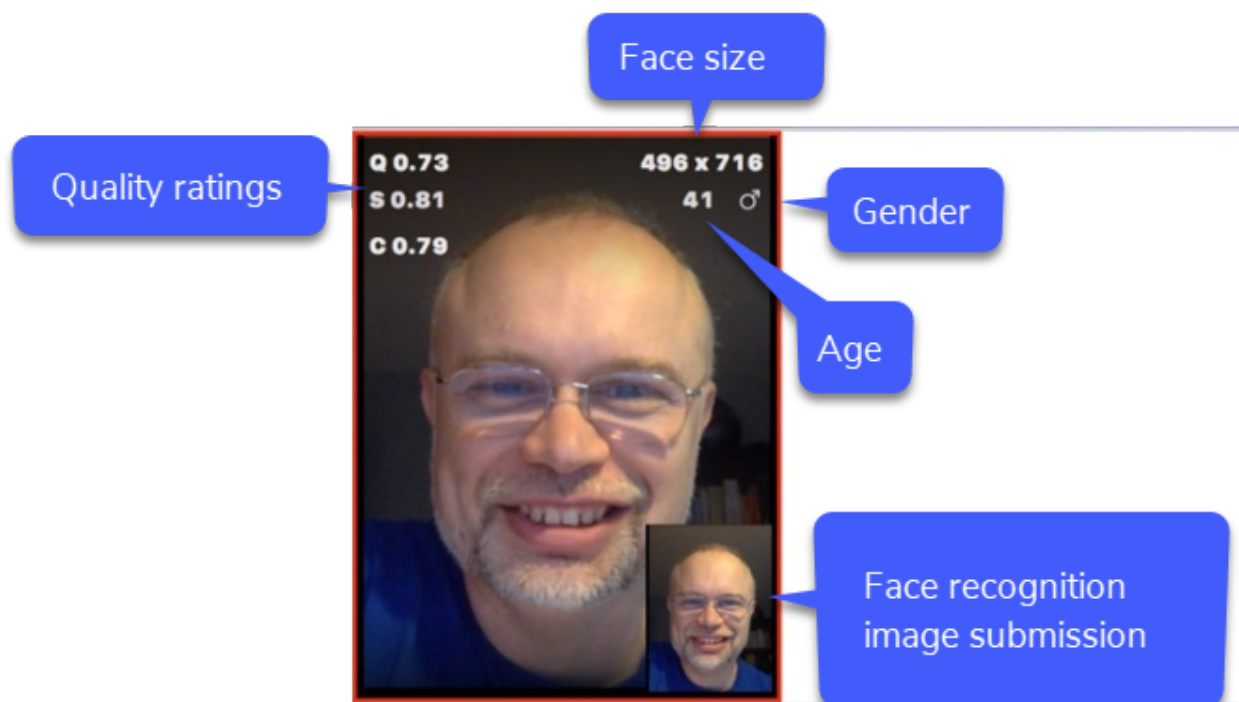 Face size
Quality ratings
Q 0.73
496 x 716
S 0.81
41 ♂
Gender
C 0.79
Age
Face recognition
image submission